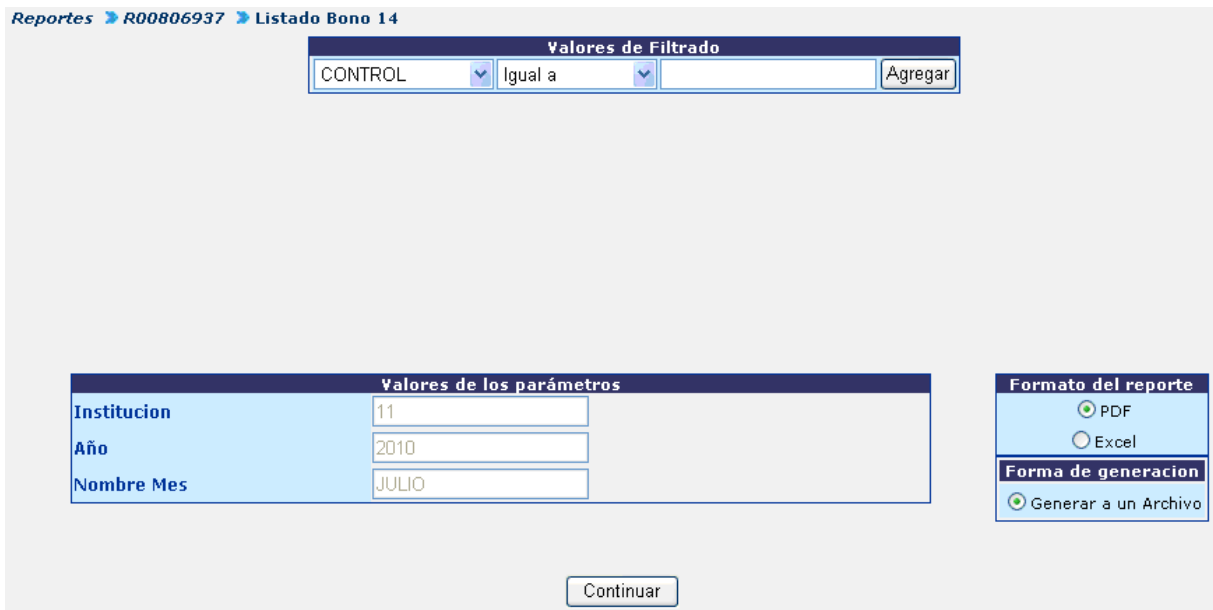 Reportes R00806937 Listado Bono 14
Valores de Filtrado
CONTROL Igual a Agregar
Valores de los parámetros
Institucion 11
Año 2010
Nombre Mes JULIO
Formato del reporte
PDF
Excel
Forma de generacion
Generar a un Archivo
Continuar